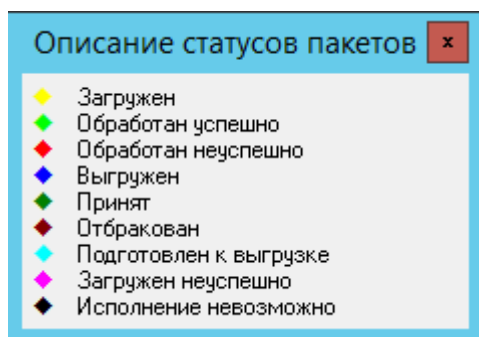 Описание статусов пакетов x
Загружен
Обработан успешно
Обработан неуспешно
Выгружен
Принят
Отбракован
Подготовлен к выгрузке
Загружен неуспешно
Исполнение невозможно